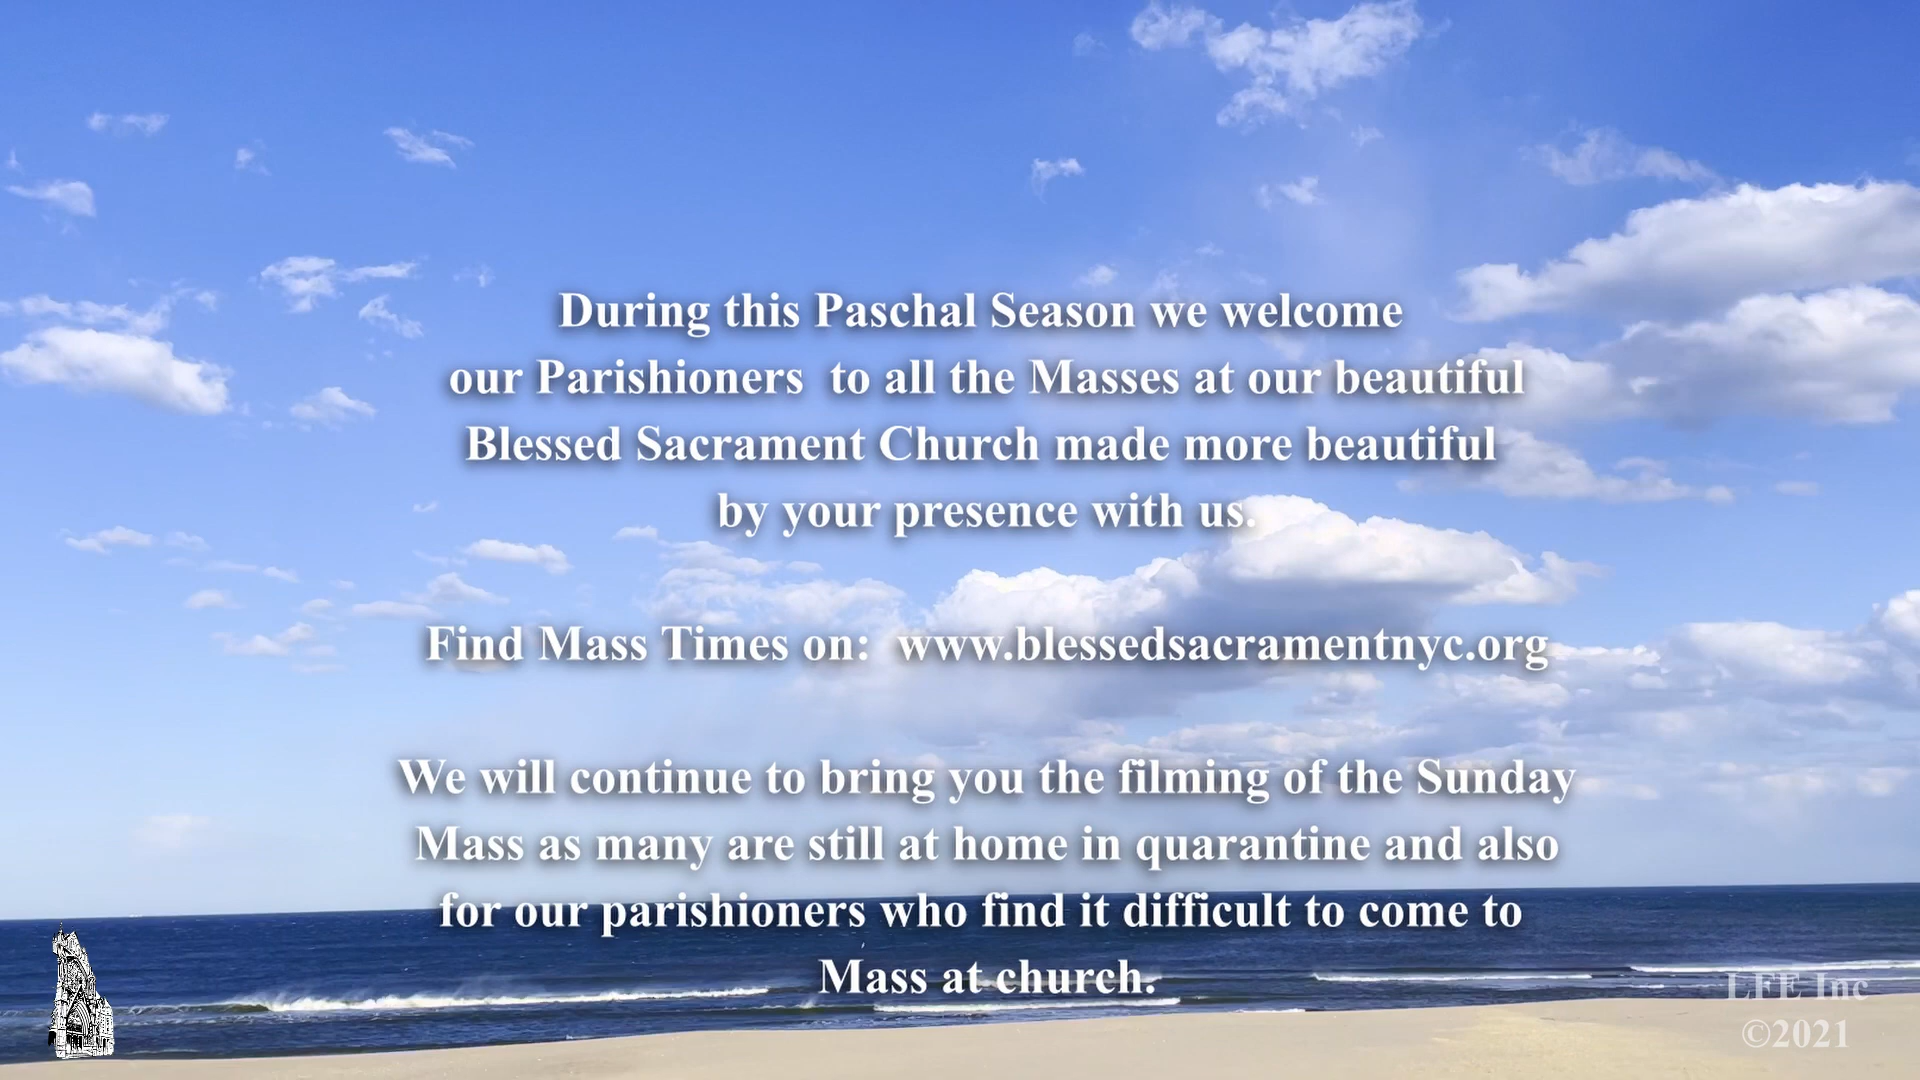 During this Paschal Season we welcome
our Parishioners  to all the Masses at our beautiful
Blessed Sacrament Church made more beautiful
by your presence with us.
Find Mass Times on:  www.blessedsacramentnyc.org
We will continue to bring you the filming of the Sunday
Mass as many are still at home in quarantine and also
for our parishioners who find it difficult to come to
Mass at church.
LFE Inc
©2021